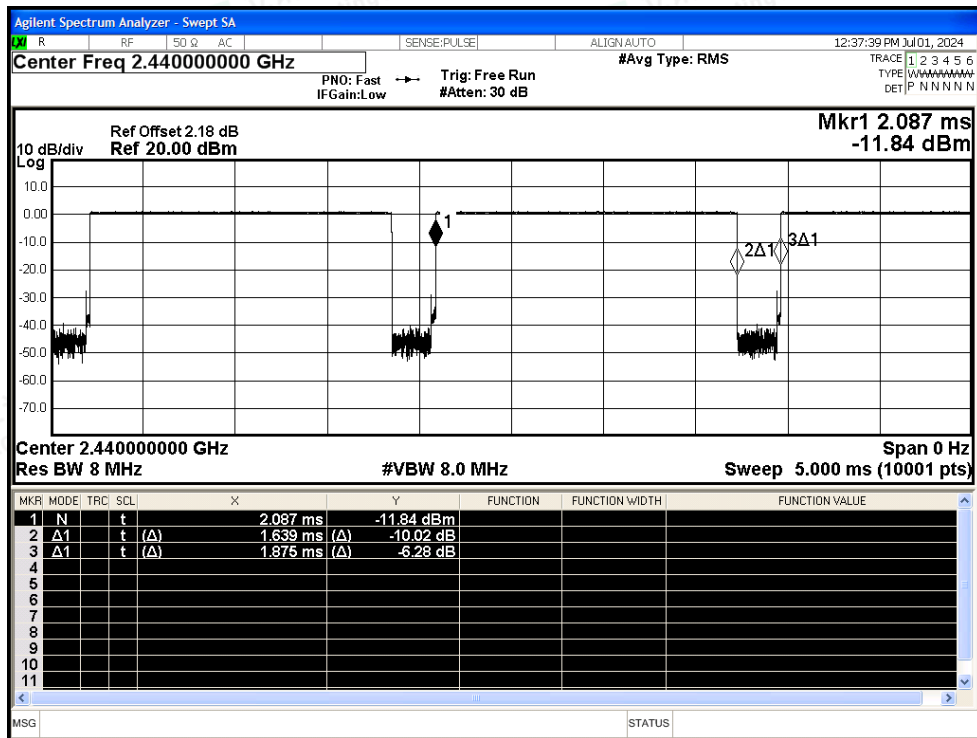 Agilent Spectrum Analyzer - Swept SA
LXI R RF 50 Ω AC SENSE:PULSE ALIGN AUTO 12:37:39 PM Jul 01, 2024
Center Freq 2.440000000 GHz
PNO: Fast
IFGain:Low
Trig: Free Run
#Atten: 30 dB
#Avg Type: RMS
TRACE 1 2 3 4 5 6
TYPE WWWWWW
DET P N N N N N
Mkr1 2.087 ms
-11.84 dBm
Ref Offset 2.18 dB
10 dB/div Ref 20.00 dBm
Log
10.0
0.00
-10.0
-20.0
-30.0
-40.0
-50.0
-60.0
-70.0
1
2Δ1
3Δ1
Center 2.440000000 GHz Span 0 Hz
Res BW 8 MHz #VBW 8.0 MHz Sweep 5.000 ms (10001 pts)
MKR MODE TRC SCL X Y FUNCTION FUNCTION WIDTH FUNCTION VALUE
1 N t 2.087 ms -11.84 dBm
2 Δ1 t (Δ) 1.639 ms (Δ) -10.02 dB
3 Δ1 t (Δ) 1.875 ms (Δ) -6.28 dB
4
5
6
7
8
9
10
11
MSG STATUS